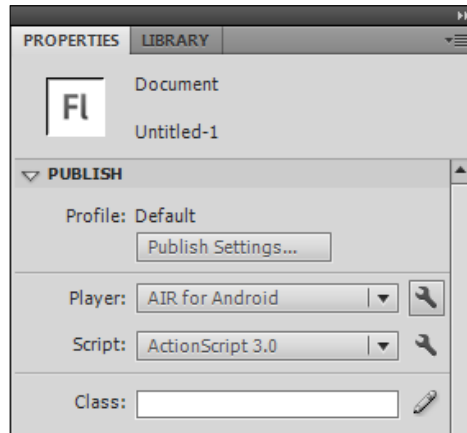 PROPERTIES LIBRARY
Fl
Document
Untitled-1
PUBLISH
Profile: Default
Publish Settings...
Player: AIR for Android
Script: ActionScript 3.0
Class: